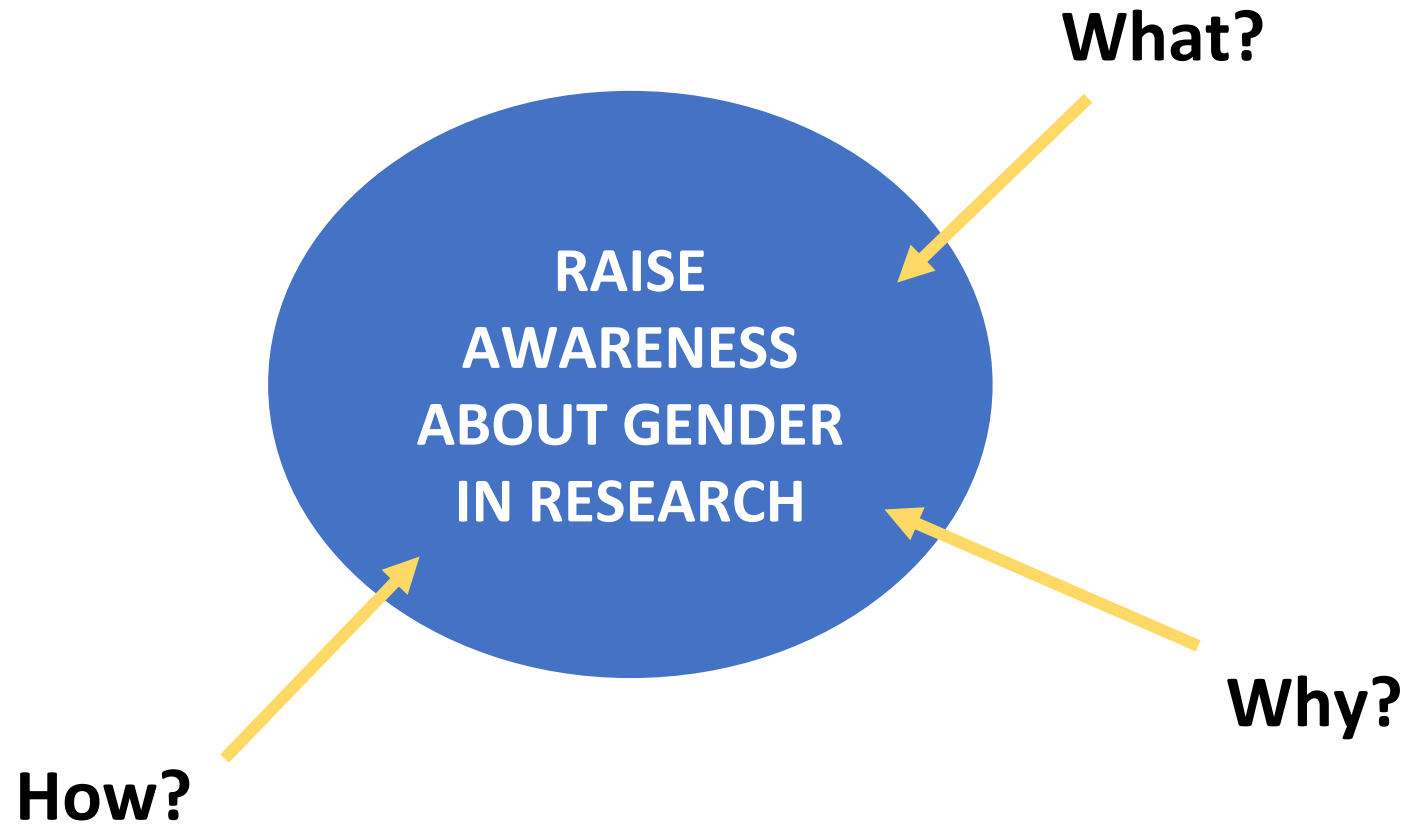 What?
RAISE
AWARENESS
ABOUT GENDER
IN RESEARCH
Why?
How?